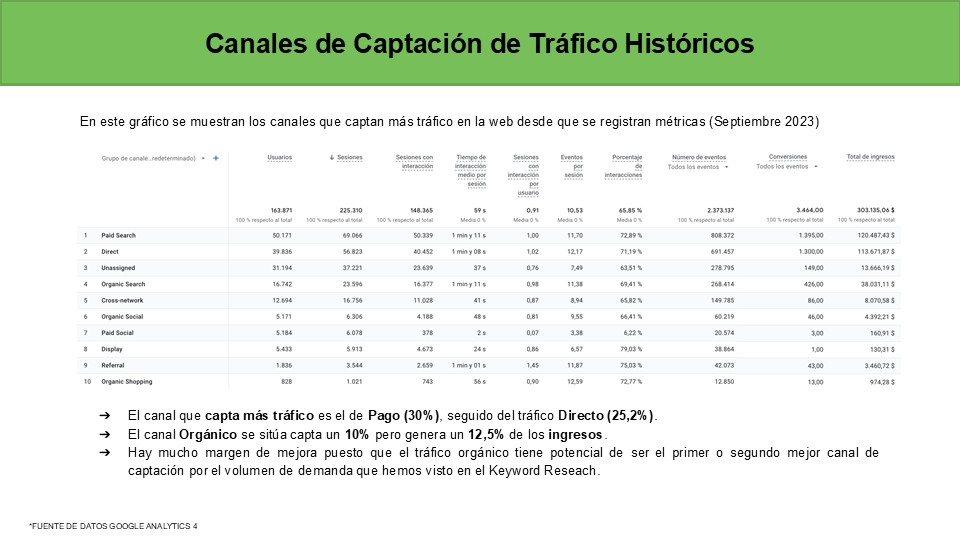 Canales de Captación de Tráfico Históricos
En este gráfico se muestran los canales que captan más tráfico en la web desde que se registran métricas (Septiembre 2023)
Grupo de canale...redeterminado) Usuarios ↓ Sesiones Sesiones con interacción Tiempo de interacción medio por sesión Sesiones con interacción por usuario Eventos por sesión Porcentaje de interacciones Número de eventos Todos los eventos Conversiones Todos los eventos Total de ingresos
163.871 225.310 148.365 59 s 0,91 10,53 65,85 % 2.373.137 3.464,00 303.135,06 $
100 % respecto al total 100 % respecto al total 100 % respecto al total Media 0 % Media 0 % Media 0 % Media 0 % 100 % respecto al total 100 % respecto al total 100 % respecto al total
1 Paid Search 50.171 69.066 50.339 1 min y 11 s 1,00 11,70 72,89 % 808.372 1.395,00 120.487,43 $
2 Direct 39.836 56.823 40.452 1 min y 08 s 1,02 12,17 71,19 % 691.457 1.300,00 113.671,87 $
3 Unassigned 31.194 37.221 23.639 37 s 0,76 7,49 63,51 % 278.795 149,00 13.666,19 $
4 Organic Search 16.742 23.596 16.377 1 min y 11 s 0,98 11,38 69,41 % 268.414 426,00 38.031,11 $
5 Cross-network 12.694 16.756 11.028 41 s 0,87 8,94 65,82 % 149.785 86,00 8.070,58 $
6 Organic Social 5.171 6.306 4.188 48 s 0,81 9,55 66,41 % 60.219 46,00 4.392,21 $
7 Paid Social 5.184 6.078 378 2 s 0,07 3,38 6,22 % 20.574 3,00 160,91 $
8 Display 5.433 5.913 4.673 24 s 0,86 6,57 79,03 % 38.864 1,00 130,31 $
9 Referral 1.836 3.544 2.659 1 min y 01 s 1,45 11,87 75,03 % 42.073 43,00 3.460,72 $
10 Organic Shopping 828 1.021 743 56 s 0,90 12,59 72,77 % 12.850 13,00 974,28 $
➔ El canal que capta más tráfico es el de Pago (30%), seguido del tráfico Directo (25,2%).
➔ El canal Orgánico se sitúa capta un 10% pero genera un 12,5% de los ingresos.
➔ Hay mucho margen de mejora puesto que el tráfico orgánico tiene potencial de ser el primer o segundo mejor canal de
captación por el volumen de demanda que hemos visto en el Keyword Reseach.
*FUENTE DE DATOS GOOGLE ANALYTICS 4